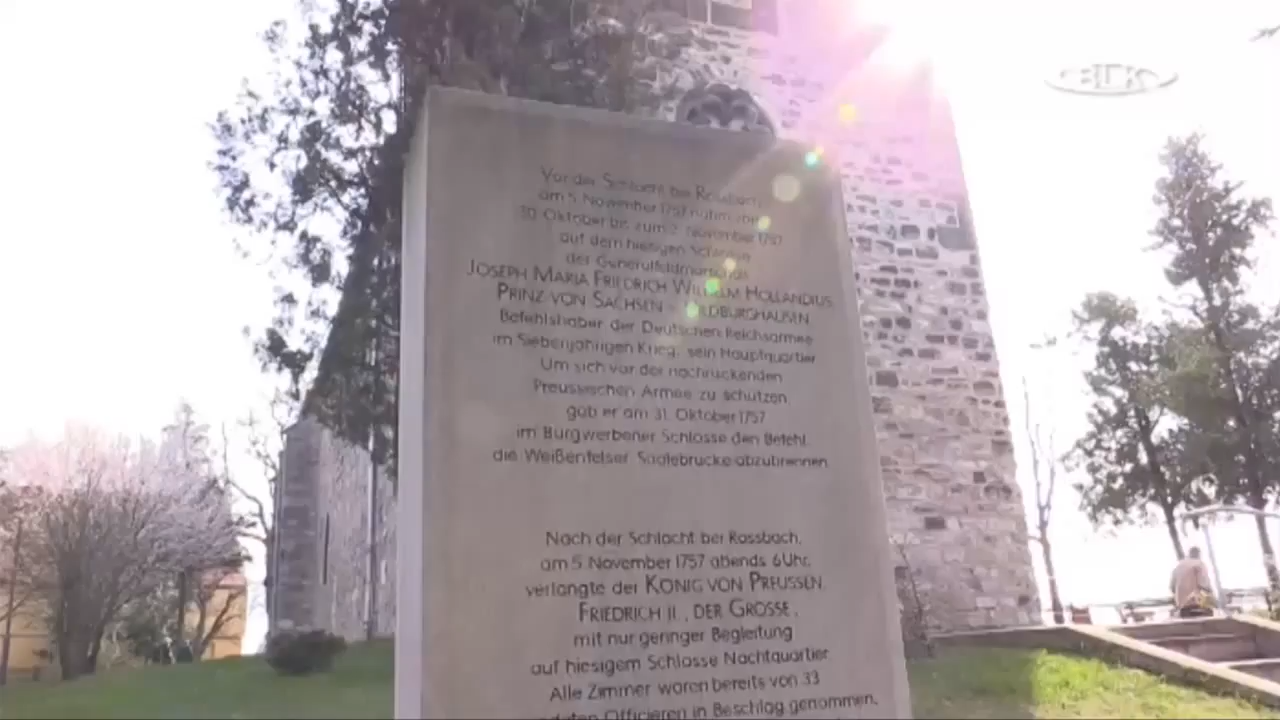 BLK
Vor der Schlacht bei Rossbach
am 5. November 1757 nahm vom
30. Oktober bis zum 2. November 1757
auf dem hiesigen Schlosse
der Generalfeldmarschall
JOSEPH MARIA FRIEDRICH WILHELM HOLLANDIUS
PRINZ VON SACHSEN - HILDBURGHAUSEN
Befehlshaber der Deutschen Reichsarmee
im Siebenjährigen Krieg, sein Hauptquartier
Um sich vor der nachrückenden
Preussischen Armee zu schützen
gab er am 31. Oktober 1757
im Burgwerbener Schlosse den Befehl
die Weißenfelser Saalebrücke abzubrennen
Nach der Schlacht bei Rossbach,
am 5. November 1757 abends 6 Uhr,
verlangte der KÖNIG VON PREUSSEN
FRIEDRICH II., DER GROSSE,
mit nur geringer Begleitung
auf hiesigem Schlosse Nachtquartier
Alle Zimmer waren bereits von 33
Officieren in Beschlag genommen,